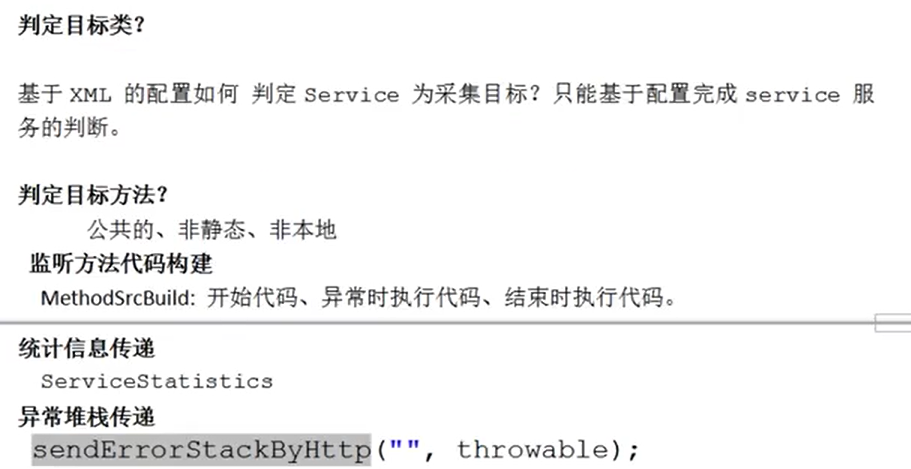 判定目标类？
基于 XML 的配置如何 判定 Service 为采集目标？只能基于配置完成 service 服
务的判断。
判定目标方法？
公共的、非静态、非本地
监听方法代码构建
MethodSrcBuild: 开始代码、异常时执行代码、结束时执行代码。
统计信息传递
ServiceStatistics
异常堆栈传递
sendErrorStackByHttp("", throwable);